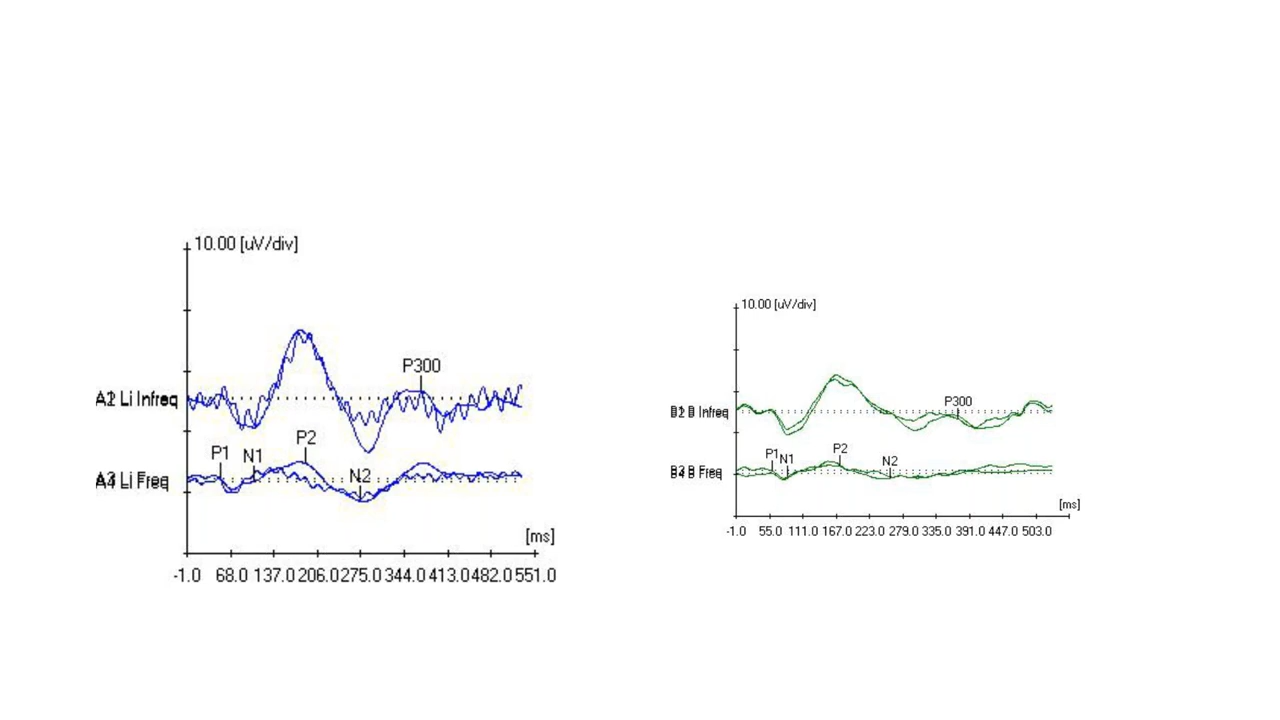 10.00 [uV/div]
P300
Li Infreq
P1 N1 P2
N2
Li Freq
[ms]
-1.0 68.0 137.0 206.0 275.0 344.0 413.0 482.0 551.0
10.00 [uV/div]
P300
Infreq
P1 N1 P2
N2
Freq
[ms]
-1.0 55.0 111.0 167.0 223.0 279.0 335.0 391.0 447.0 503.0